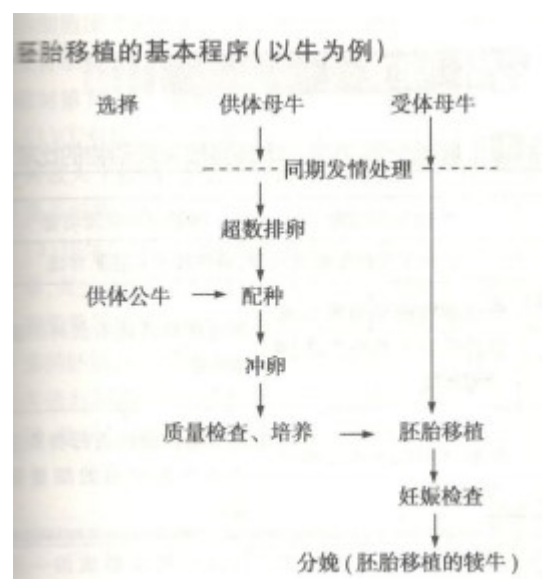 胚胎移植的基本程序(以牛为例)
选择 供体母牛 受体母牛
同期发情处理
超数排卵
供体公牛 配种
冲卵
质量检查、培养 胚胎移植
妊娠检查
分娩(胚胎移植的犊牛)